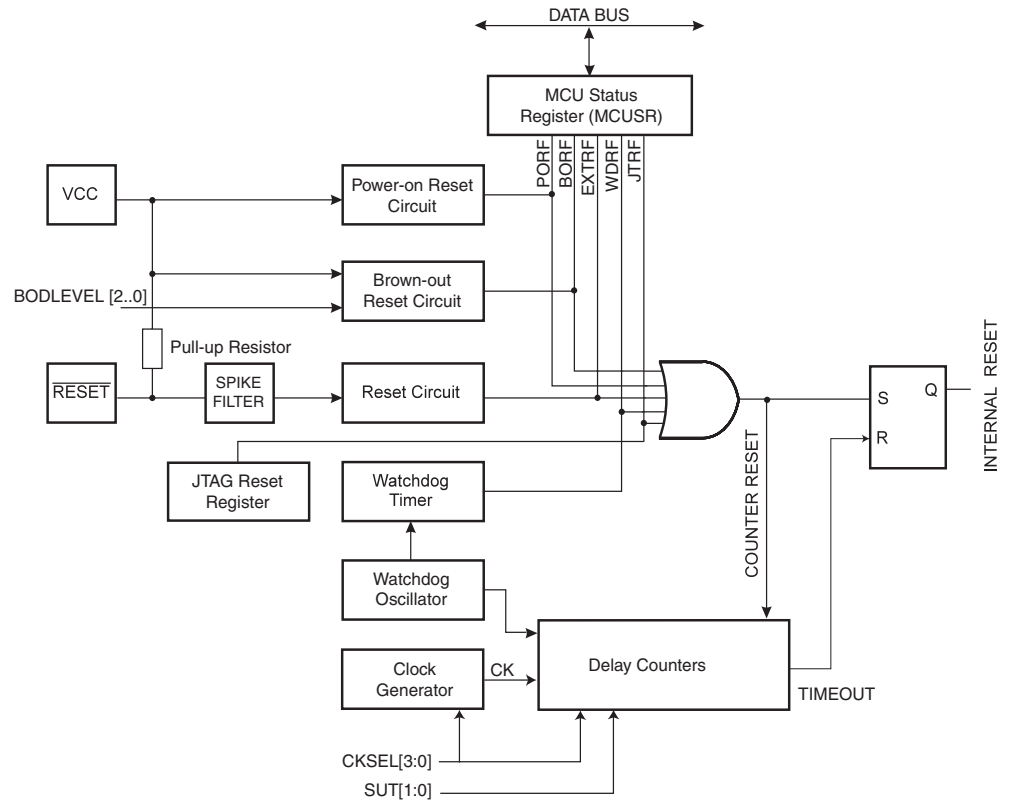 DATA BUS
MCU Status
Register (MCUSR)
PORF
BORF
EXTRF
WDRF
JTRF
VCC
Power-on Reset
Circuit
Brown-out
Reset Circuit
BODLEVEL [2..0]
Pull-up Resistor
RESET
SPIKE
FILTER
Reset Circuit
S
Q
R
INTERNAL RESET
JTAG Reset
Register
Watchdog
Timer
COUNTER RESET
Watchdog
Oscillator
Clock
Generator
CK
Delay Counters
TIMEOUT
CKSEL[3:0]
SUT[1:0]